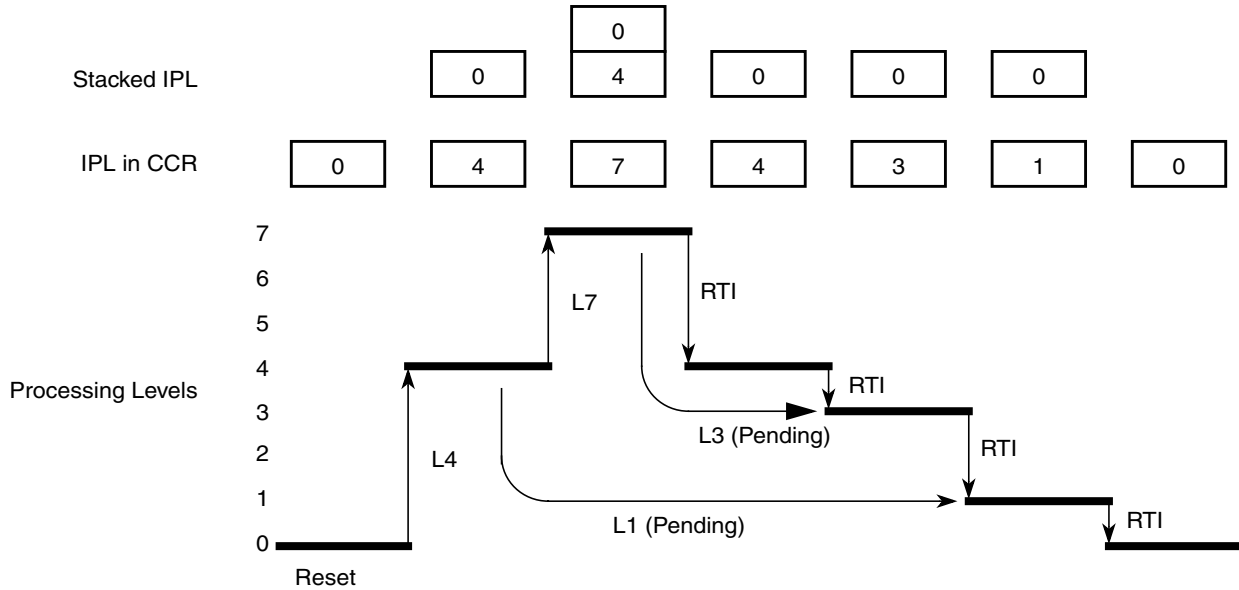 0
Stacked IPL 0 4 0 0 0
IPL in CCR 0 4 7 4 3 1 0
7
6
L7 RTI
5
4
Processing Levels RTI
3
L3 (Pending)
2
L4 RTI
1
L1 (Pending) RTI
0
Reset